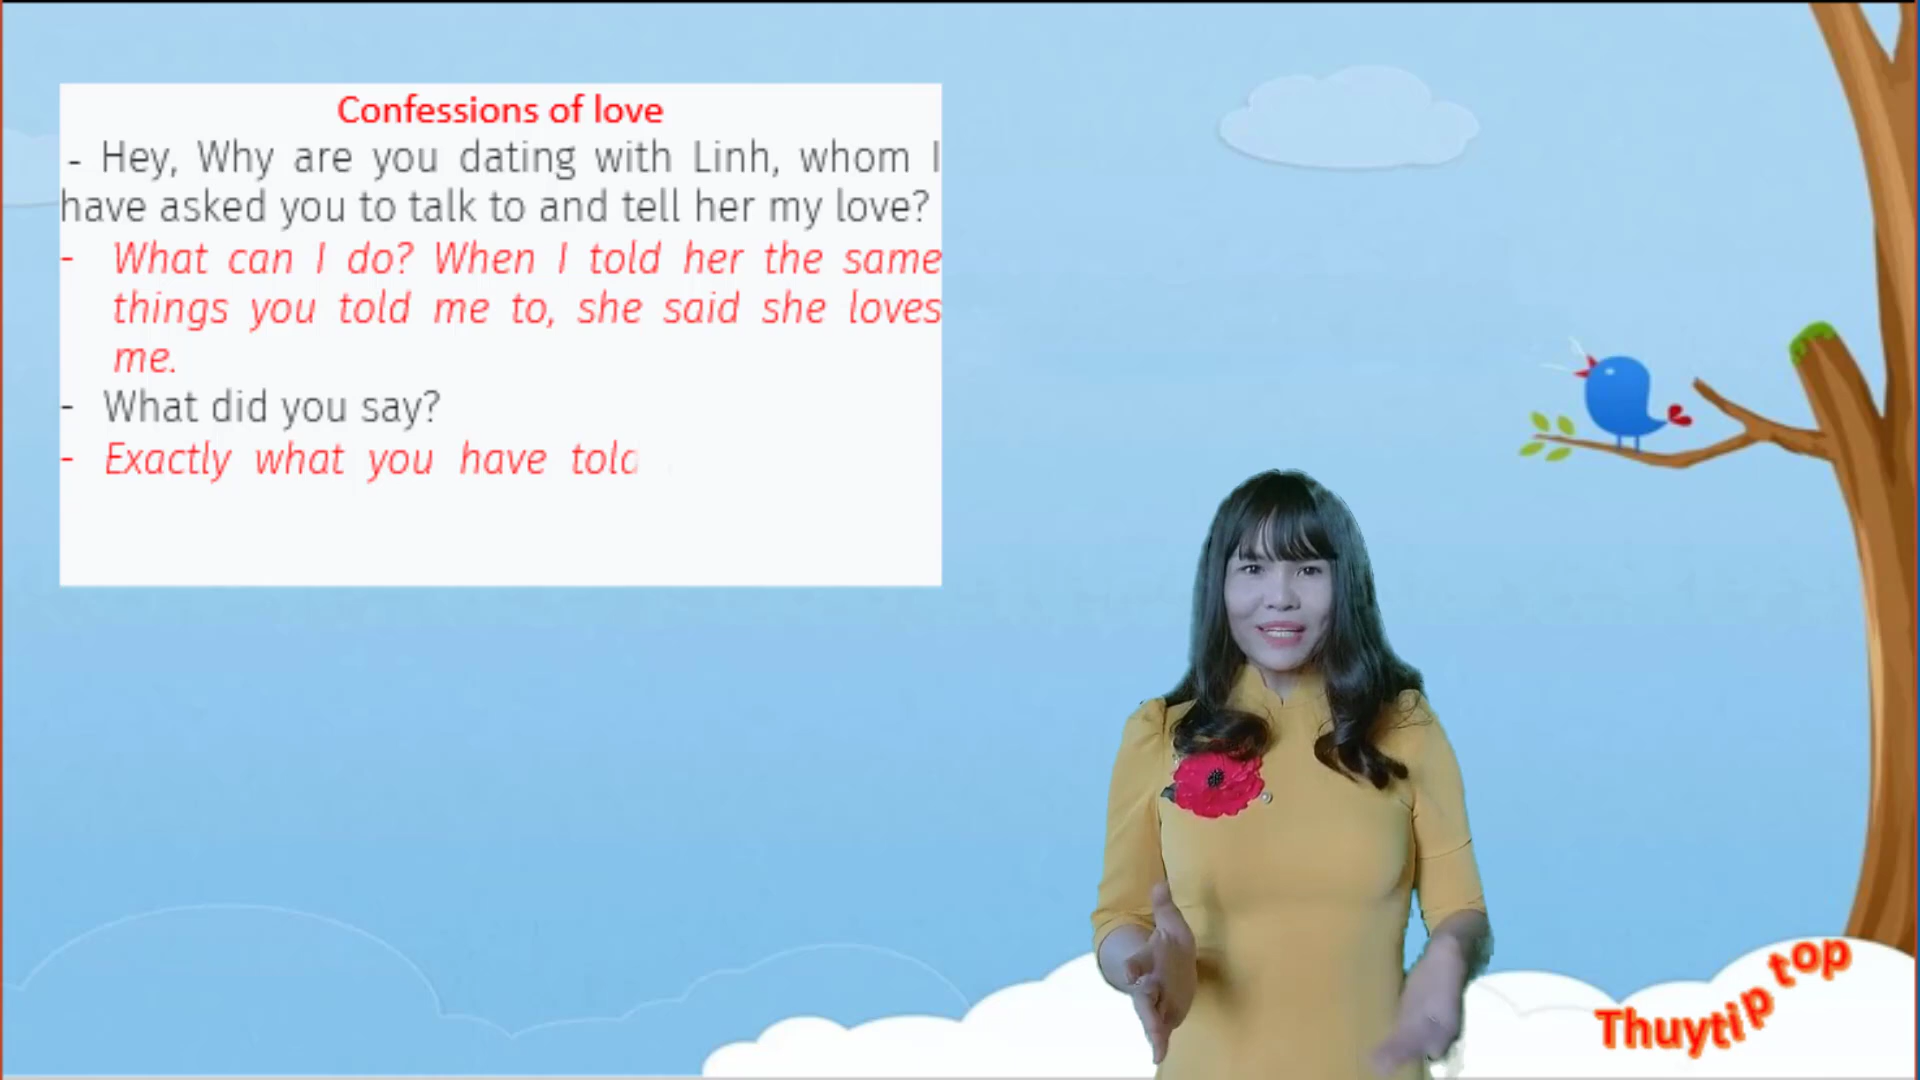 Confessions of love
- Hey, Why are you dating with Linh, whom I
have asked you to talk to and tell her my love?
- What can I do? When I told her the same
things you told me to, she said she loves
me.
- What did you say?
- Exactly what you have told
Thuytip top